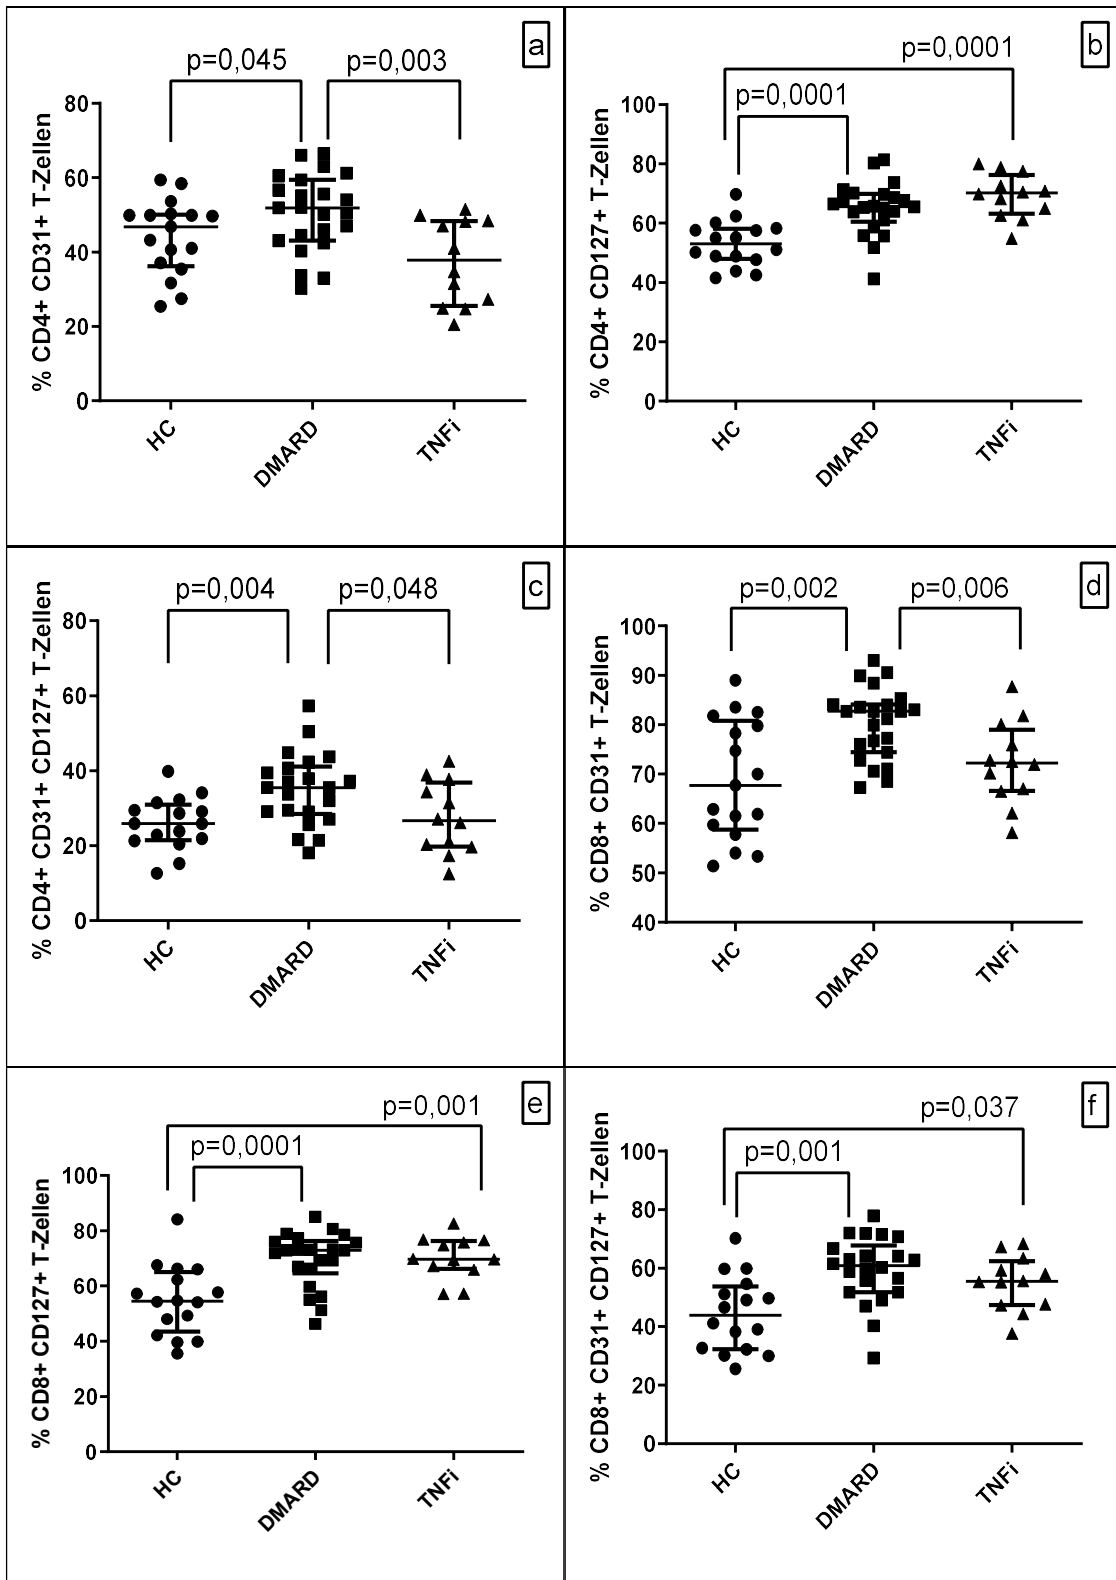 a
p=0,045
p=0,003
% CD4+ CD31+ T-Zellen
80
60
40
20
0
HC
DMARD
TNFi
b
p=0,0001
p=0,0001
% CD4+ CD127+ T-Zellen
100
80
60
40
20
0
HC
DMARD
TNFi
c
p=0,004
p=0,048
% CD4+ CD31+ CD127+ T-Zellen
80
60
40
20
0
HC
DMARD
TNFi
d
p=0,002
p=0,006
% CD8+ CD31+ T-Zellen
100
90
80
70
60
50
40
HC
DMARD
TNFi
e
p=0,001
p=0,0001
% CD8+ CD127+ T-Zellen
100
80
60
40
20
0
HC
DMARD
TNFi
f
p=0,037
p=0,001
% CD8+ CD31+ CD127+ T-Zellen
100
80
60
40
20
0
HC
DMARD
TNFi